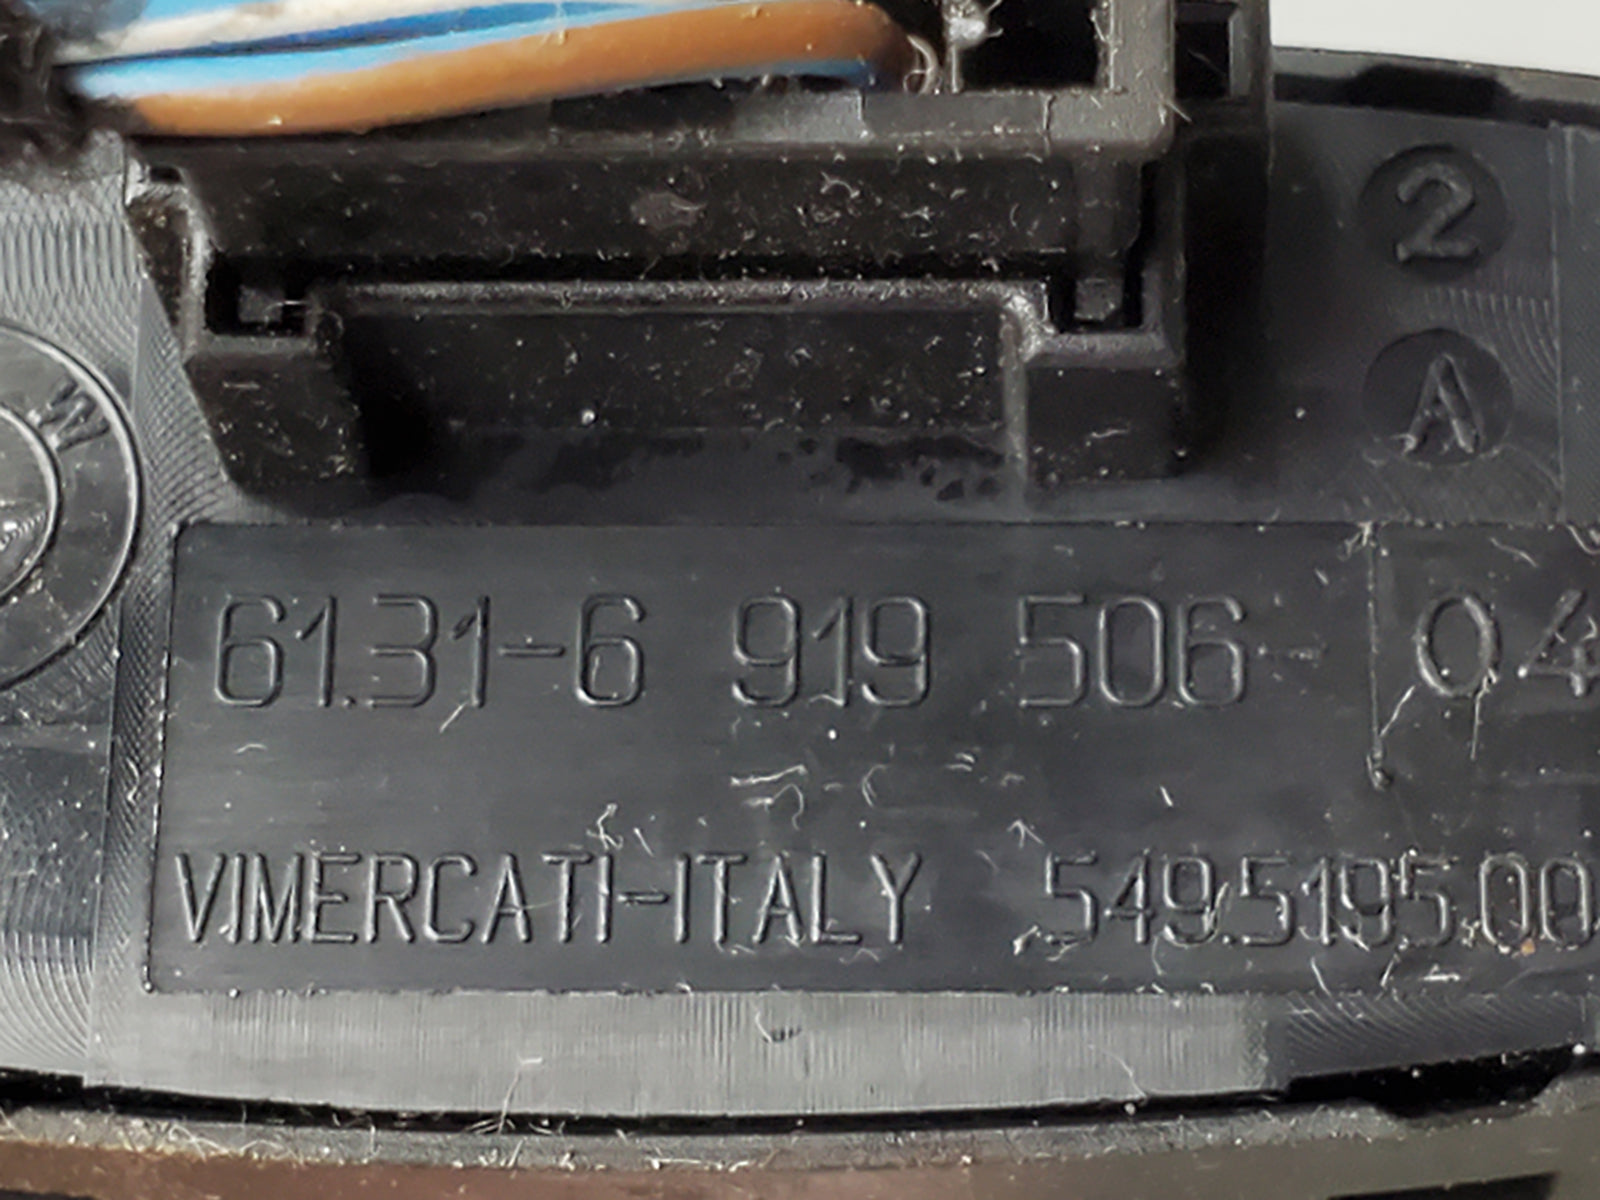 2
A
W
61.31-6 919 506- 04
VIMERCATI-ITALY 549.5195.00